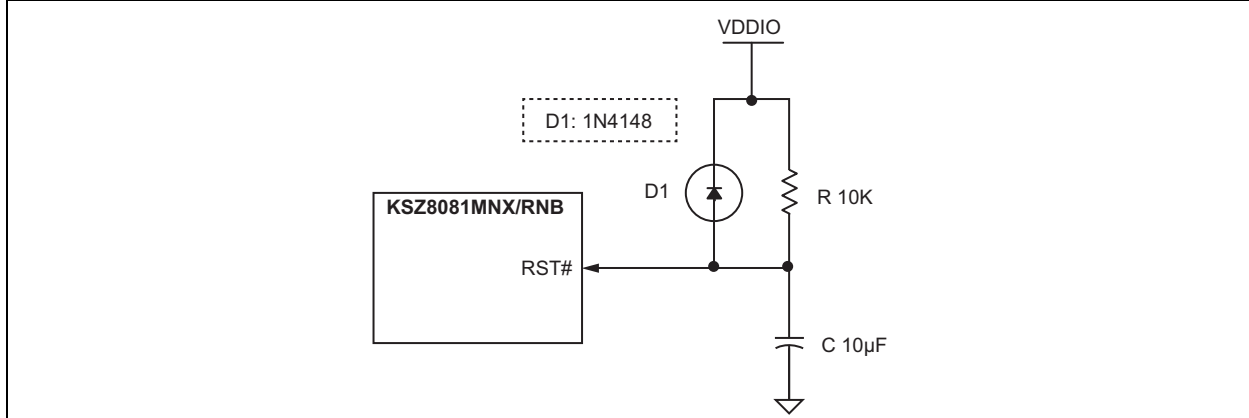 VDDIO
D1: 1N4148
D1
R 10K
KSZ8081MNX/RNB
RST#
C 10µF